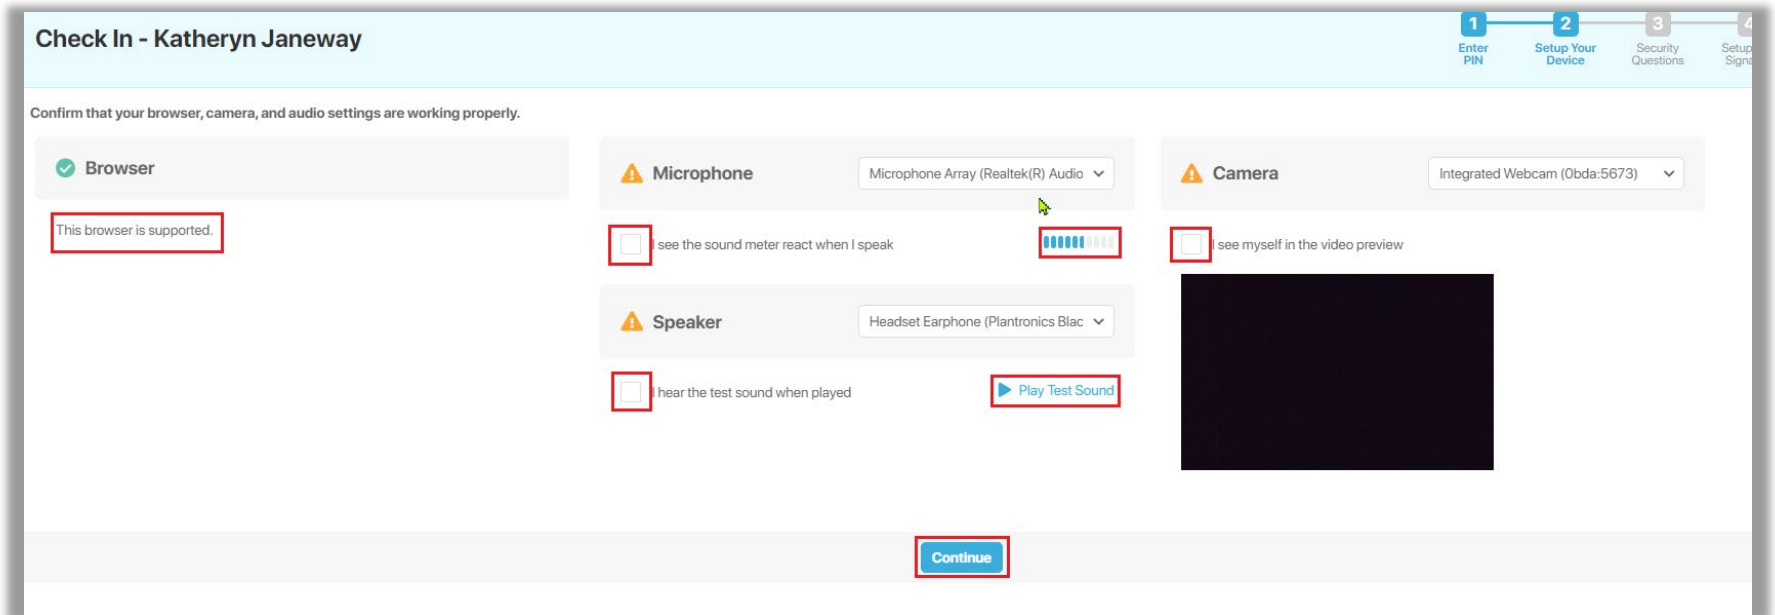 Check In - Katheryn Janeway
1
2
3
4
Enter
PIN
Setup Your
Device
Security
Questions
Setup
Confirm that your browser, camera, and audio settings are working properly.
Browser
This browser is supported.
Microphone
Microphone Array (Realtek(R) Audio
I see the sound meter react when I speak
Speaker
Headset Earphone (Plantronics Blac
I hear the test sound when played
Play Test Sound
Camera
Integrated Webcam (0bda:5673)
I see myself in the video preview
Continue